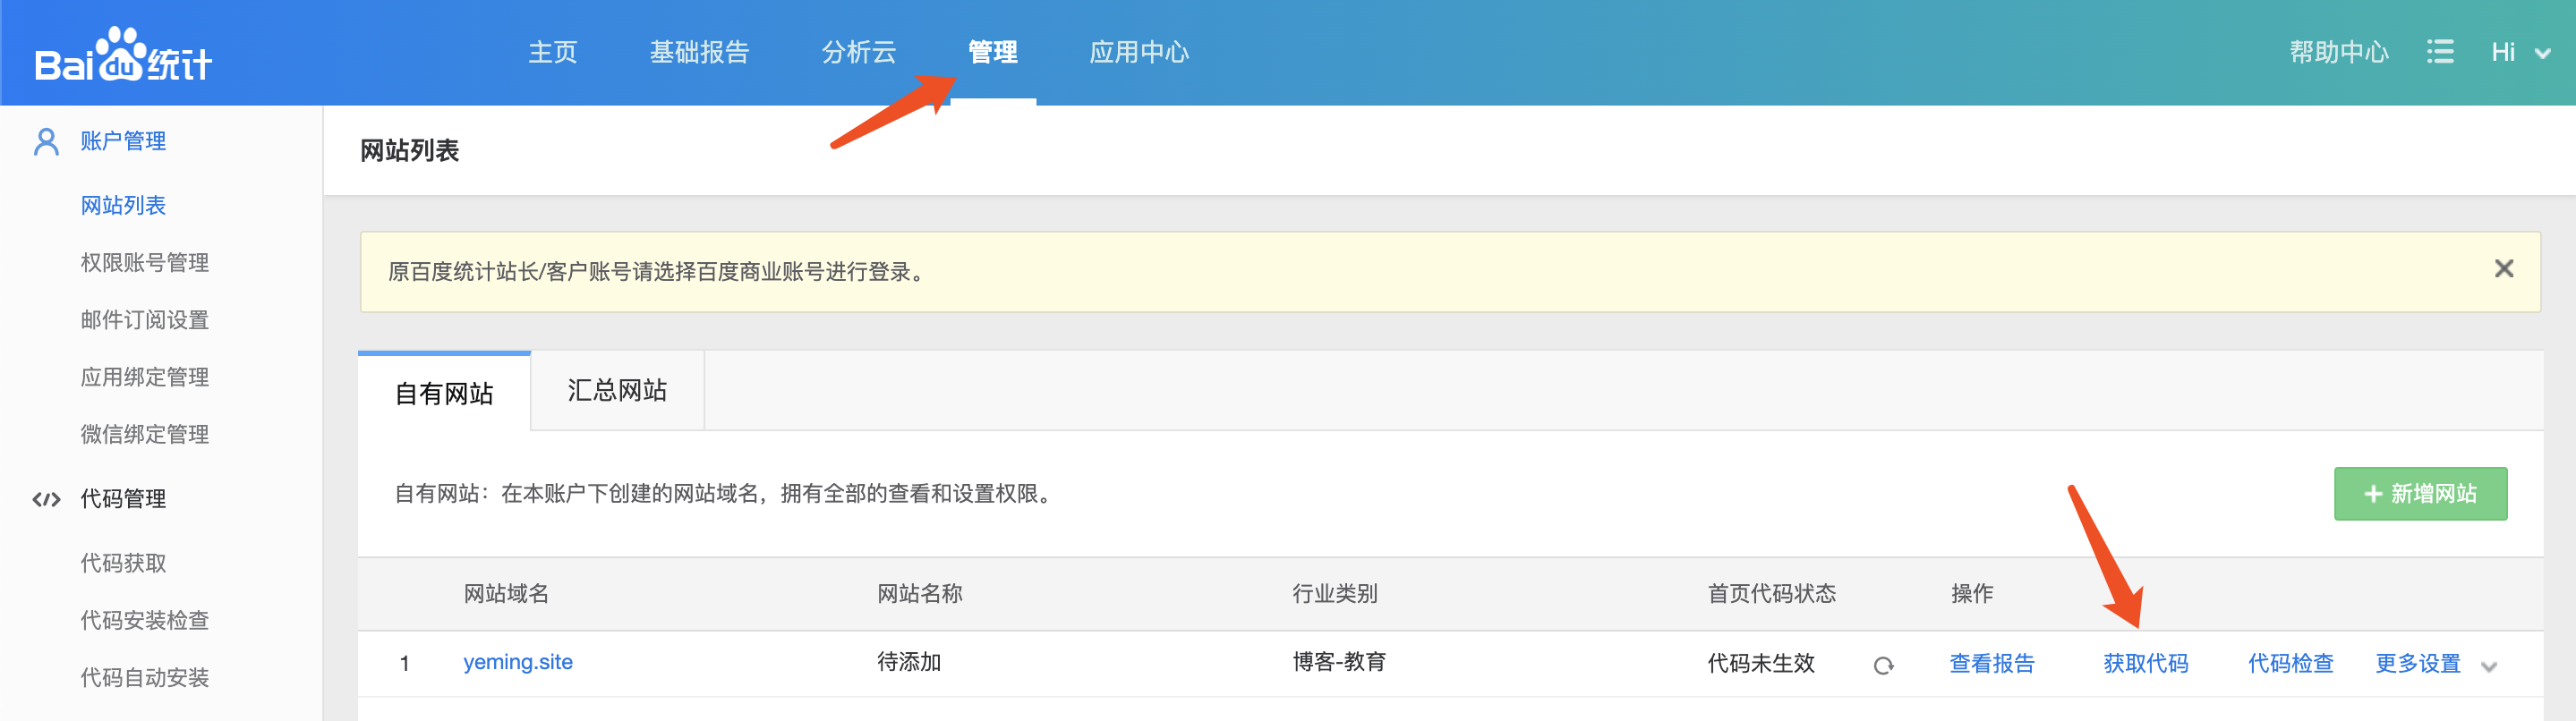 Baidu统计
主页 基础报告 分析云 管理 应用中心 帮助中心 Hi
账户管理
网站列表
权限账号管理
邮件订阅设置
应用绑定管理
微信绑定管理
代码管理
代码获取
代码安装检查
代码自动安装
网站列表
原百度统计站长/客户账号请选择百度商业账号进行登录。
自有网站 汇总网站
自有网站：在本账户下创建的网站域名，拥有全部的查看和设置权限。
+ 新增网站
网站域名 网站名称 行业类别 首页代码状态 操作
1 yeming.site 待添加 博客-教育 代码未生效 查看报告 获取代码 代码检查 更多设置